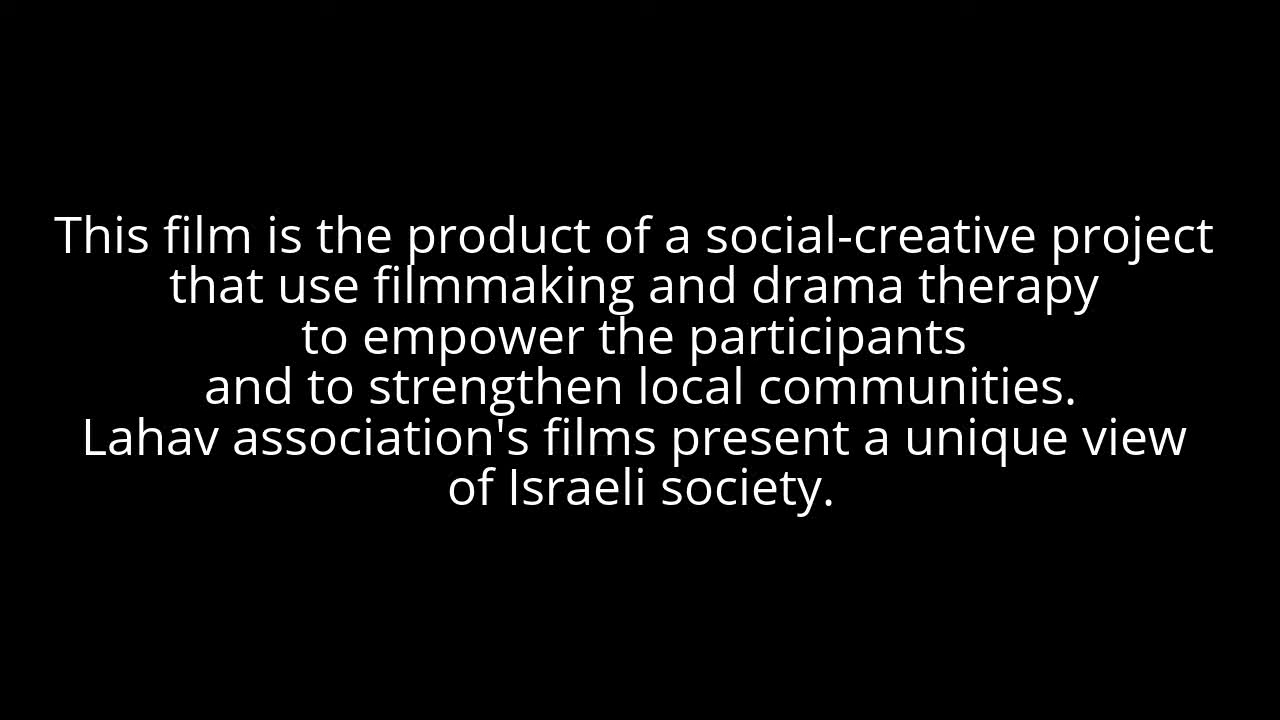 This film is the product of a social-creative project
that use filmmaking and drama therapy
to empower the participants
and to strengthen local communities.
Lahav association's films present a unique view
of Israeli society.